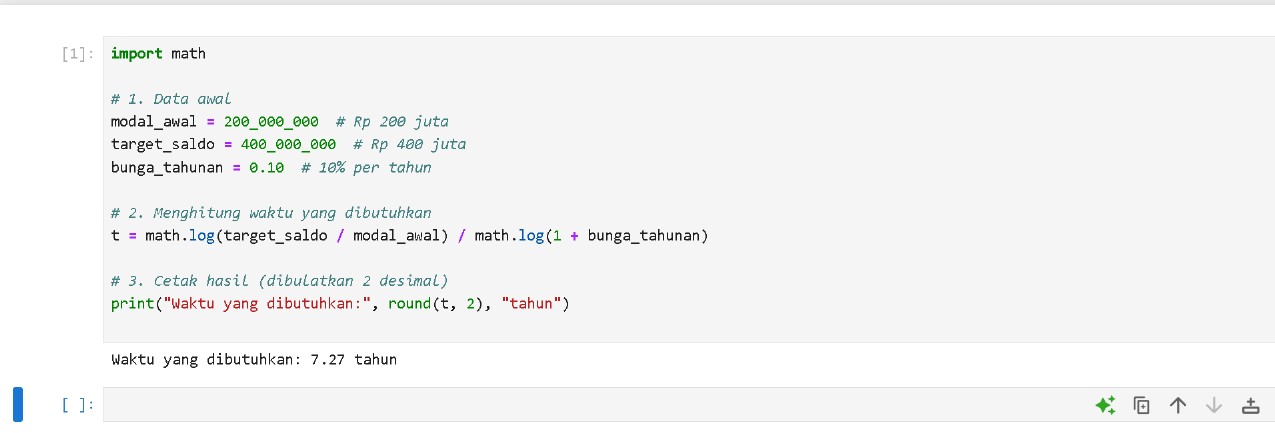 [1]: import math
# 1. Data awal
modal_awal = 200_000_000  # Rp 200 juta
target_saldo = 400_000_000  # Rp 400 juta
bunga_tahunan = 0.10  # 10% per tahun
# 2. Menghitung waktu yang dibutuhkan
t = math.log(target_saldo / modal_awal) / math.log(1 + bunga_tahunan)
# 3. Cetak hasil (dibulatkan 2 desimal)
print("Waktu yang dibutuhkan:", round(t, 2), "tahun")
Waktu yang dibutuhkan: 7.27 tahun
[ ]: